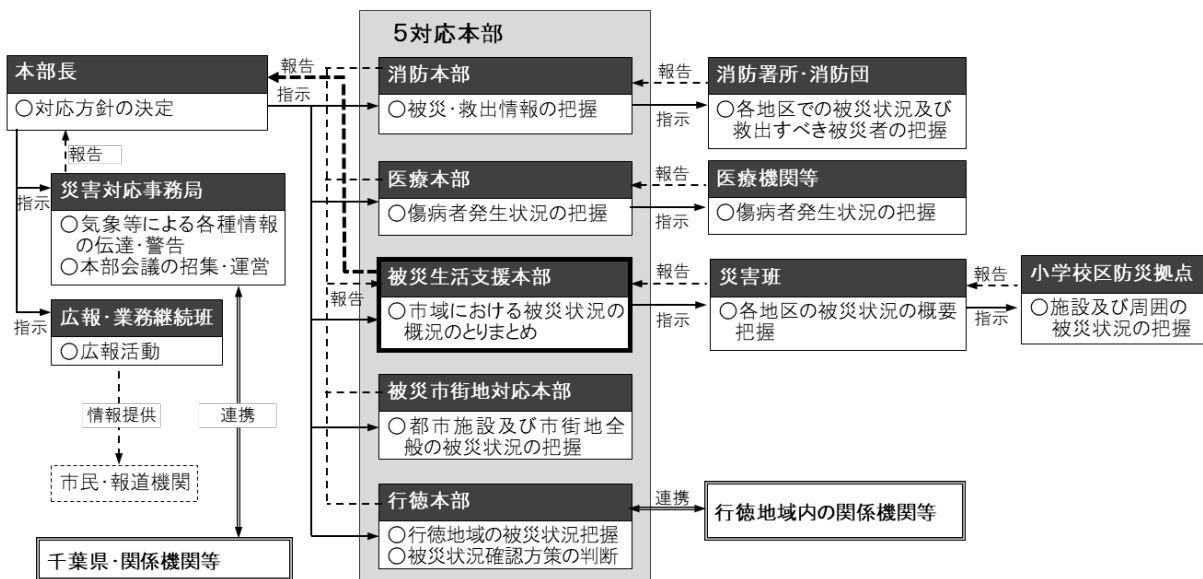 5対応本部
本部長
○対応方針の決定
報告
指示
報告
災害対応事務局
○気象等による各種情報
の伝達・警告
○本部会議の招集・運営
指示
広報・業務継続班
○広報活動
指示
情報提供
市民・報道機関
連携
千葉県・関係機関等
消防本部
○被災・救出情報の把握
報告
指示
消防署所・消防団
○各地区での被災状況及び
救出すべき被災者の把握
医療本部
○傷病者発生状況の把握
報告
指示
医療機関等
○傷病者発生状況の把握
被災生活支援本部
○市域における被災状況の
概況のとりまとめ
報告
報告
指示
災害班
○各地区の被災状況の概要
把握
報告
指示
小学校区防災拠点
○施設及び周囲の
被災状況の把握
被災市街地対応本部
○都市施設及び市街地全
般の被災状況の把握
行徳本部
○行徳地域の被災状況把握
○被災状況確認方策の判断
連携
行徳地域内の関係機関等